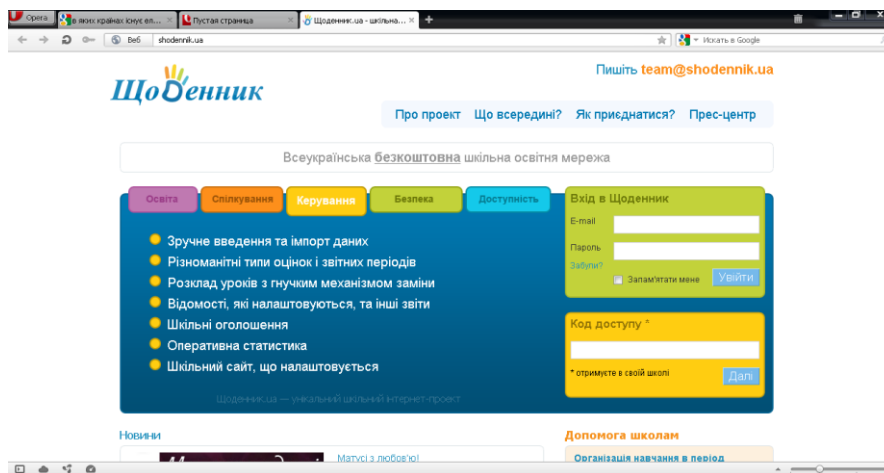 Opera
в яких країнах існує ел...
Пустая страница
Щоденник.ua - шкільна...
Веб
shodennik.ua
Искать в Google
Щоденник
Пишіть team@shodennik.ua
Про проект Що всередині? Як приєднатися? Прес-центр
Всеукраїнська безкоштовна шкільна освітня мережа
Освіта Спілкування Керування Безпека Доступність
Зручне введення та імпорт даних
Різноманітні типи оцінок і звітних періодів
Розклад уроків з гнучким механізмом заміни
Відомості, які налаштовуються, та інші звіти
Шкільні оголошення
Оперативна статистика
Шкільний сайт, що налаштовується
Щоденник.ua — унікальний шкільний інтернет-проект
Вхід в Щоденник
E-mail
Пароль
Забули?
Запам'ятати мене
Увійти
Код доступу *
* отримуєте в своїй школі
Далі
Новини
Матусі з любов'ю!
Допомога школам
Організація навчання в період